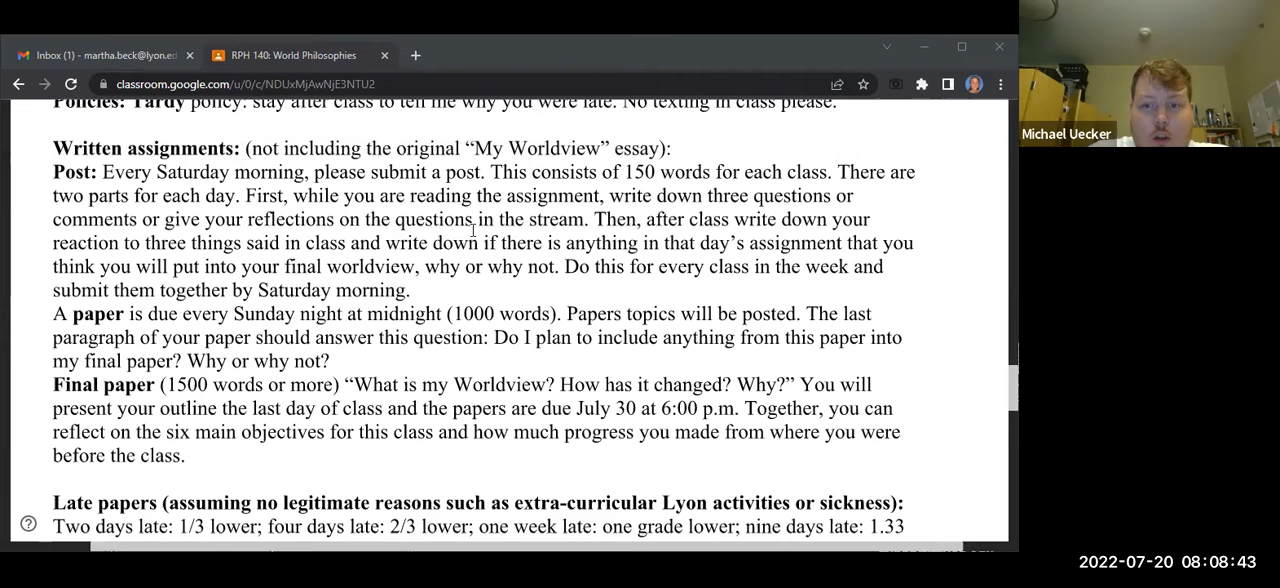 Inbox (1) - martha.beck@lyon.ed
RPH 140: World Philosophies
classroom.google.com/u/0/c/NDUxMjAwNjE3NTU2
Michael Uecker
Policies: Tardy policy: stay after class to tell me why you were late. No texting in class please.
Written assignments: (not including the original “My Worldview” essay):
Post: Every Saturday morning, please submit a post. This consists of 150 words for each class. There are
two parts for each day. First, while you are reading the assignment, write down three questions or
comments or give your reflections on the questions in the stream. Then, after class write down your
reaction to three things said in class and write down if there is anything in that day’s assignment that you
think you will put into your final worldview, why or why not. Do this for every class in the week and
submit them together by Saturday morning.
A paper is due every Sunday night at midnight (1000 words). Papers topics will be posted. The last
paragraph of your paper should answer this question: Do I plan to include anything from this paper into
my final paper? Why or why not?
Final paper (1500 words or more) “What is my Worldview? How has it changed? Why?” You will
present your outline the last day of class and the papers are due July 30 at 6:00 p.m. Together, you can
reflect on the six main objectives for this class and how much progress you made from where you were
before the class.
Late papers (assuming no legitimate reasons such as extra-curricular Lyon activities or sickness):
Two days late: 1/3 lower; four days late: 2/3 lower; one week late: one grade lower; nine days late: 1.33
2022-07-20 08:08:43